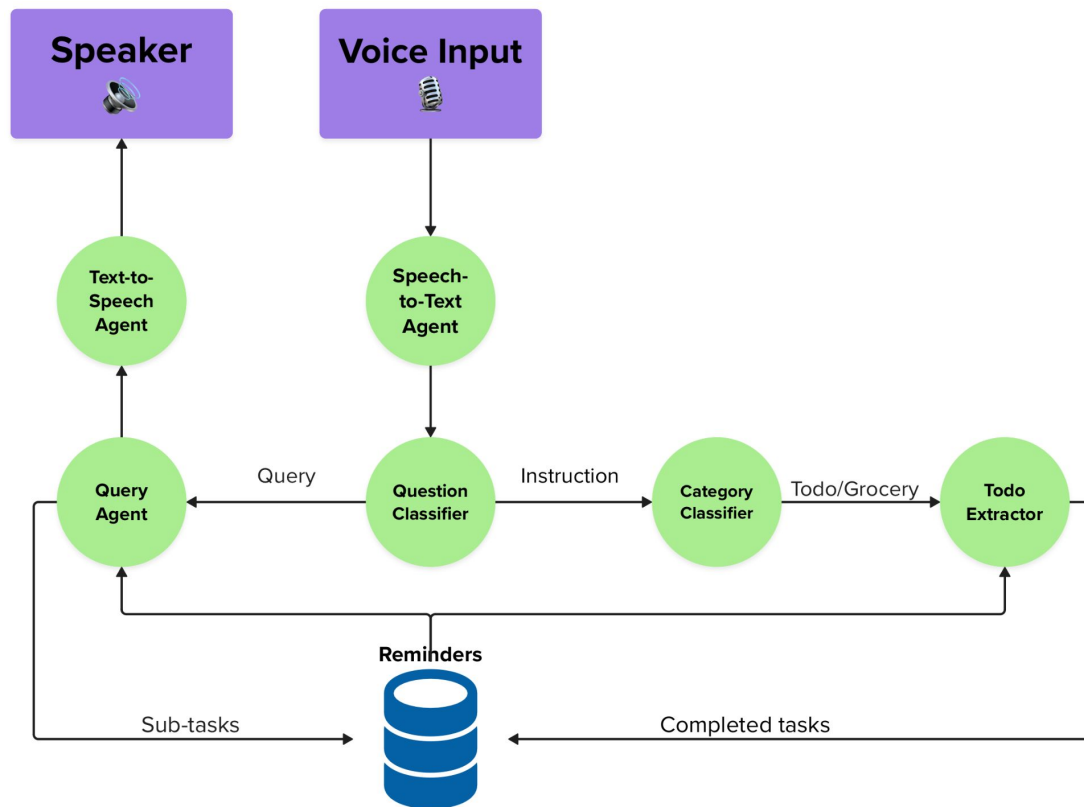 Speaker
Voice Input
Text-to-
Speech
Agent
Speech-
to-Text
Agent
Query
Agent
Query
Question
Classifier
Instruction
Category
Classifier
Todo/Grocery
Todo
Extractor
Reminders
Sub-tasks
Completed tasks